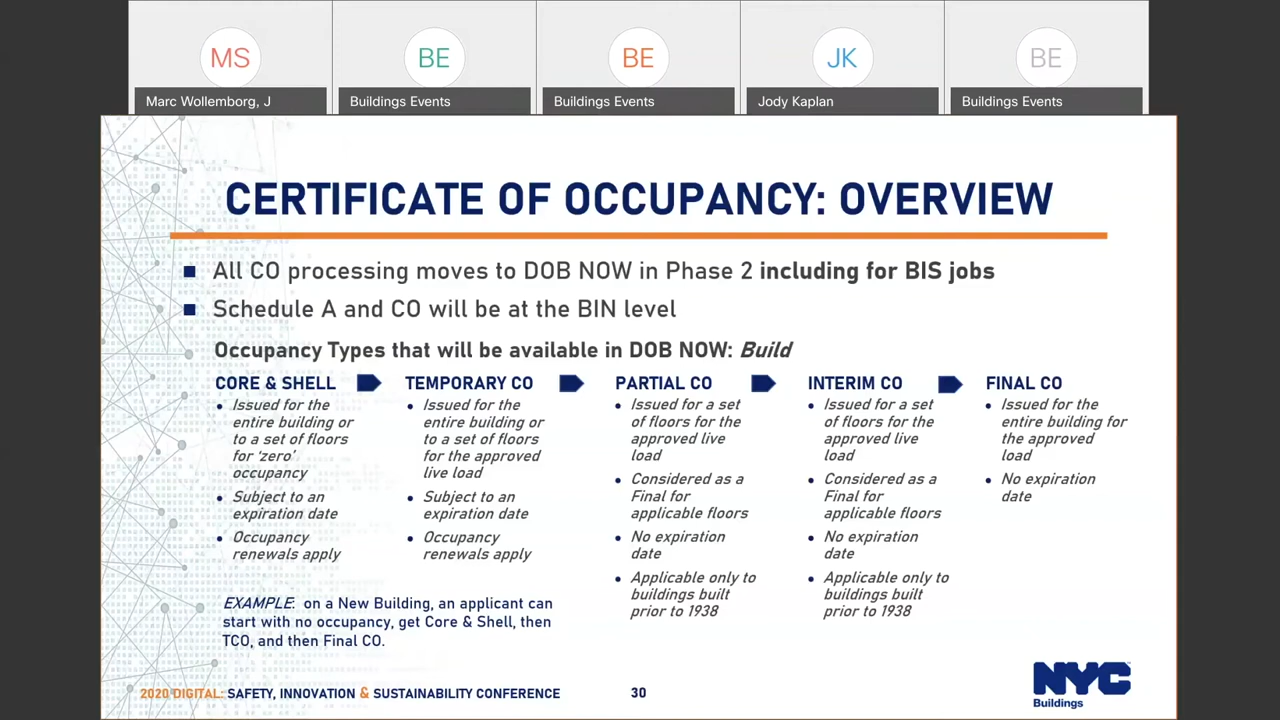 MS
BE
BE
JK
BE
Marc Wollemborg, J
Buildings Events
Buildings Events
Jody Kaplan
Buildings Events
CERTIFICATE OF OCCUPANCY: OVERVIEW
All CO processing moves to DOB NOW in Phase 2 including for BIS jobs
Schedule A and CO will be at the BIN level
Occupancy Types that will be available in DOB NOW: Build
CORE & SHELL
Issued for the
entire building or
to a set of floors
for 'zero'
occupancy
Subject to an
expiration date
Occupancy
renewals apply
TEMPORARY CO
Issued for the
entire building or
to a set of floors
for the approved
live load
Subject to an
expiration date
Occupancy
renewals apply
PARTIAL CO
Issued for a set
of floors for the
approved live
load
Considered as a
Final for
applicable floors
No expiration
date
Applicable only to
buildings built
prior to 1938
INTERIM CO
Issued for a set
of floors for the
approved live
load
Considered as a
Final for
applicable floors
No expiration
date
Applicable only to
buildings built
prior to 1938
FINAL CO
Issued for the
entire building for
the approved
load
No expiration
date
EXAMPLE: on a New Building, an applicant can
start with no occupancy, get Core & Shell, then
TCO, and then Final CO.
2020 DIGITAL: SAFETY, INNOVATION & SUSTAINABILITY CONFERENCE
30
NYC
Buildings